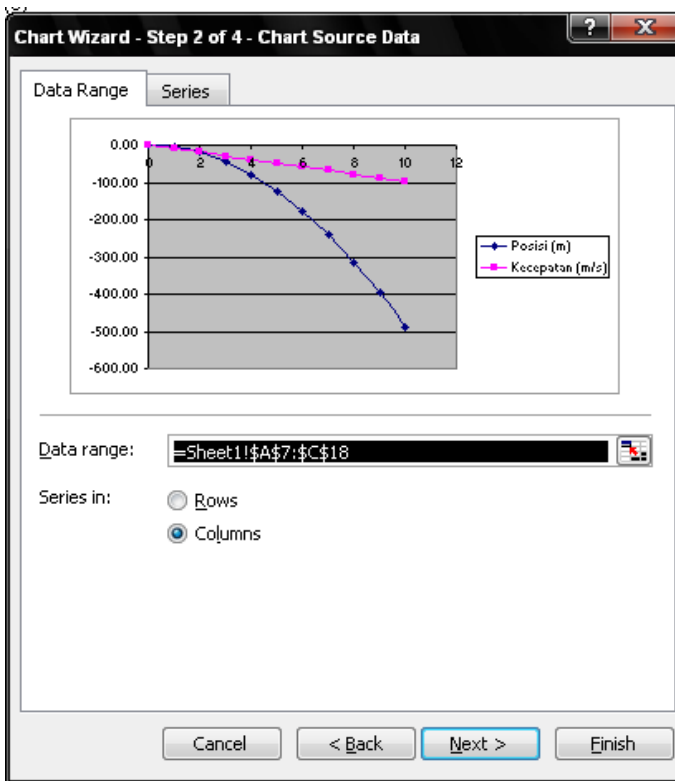 Chart Wizard - Step 2 of 4 - Chart Source Data
? X
Data Range Series
0.00
0 2 4 6 8 10 12
-100.00
-200.00
-300.00
-400.00
-500.00
-600.00
Posisi (m)
Kecepatan (m/s)
Data range: =Sheet1!$A$7:$C$18
Series in: Rows
Columns
Cancel < Back Next > Finish